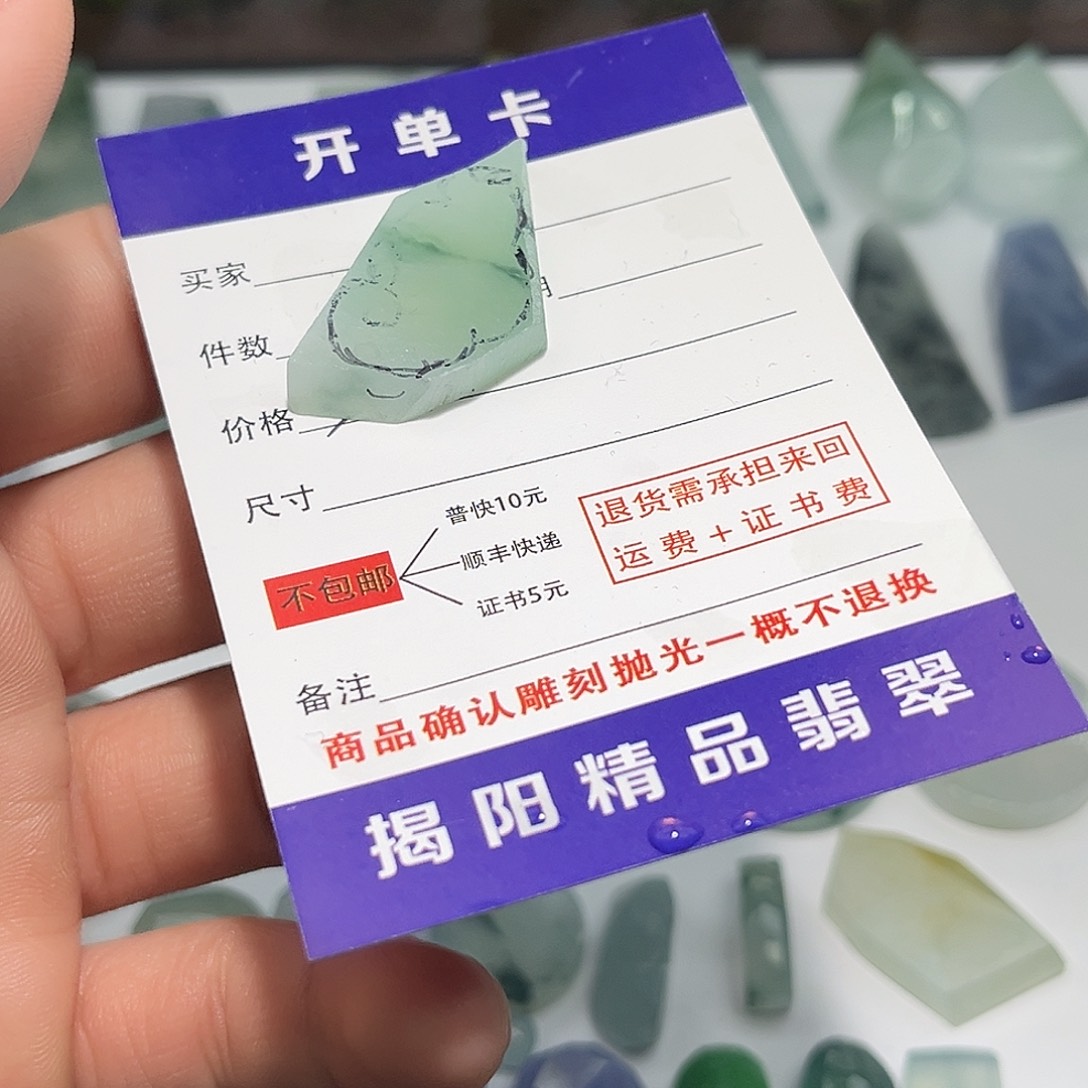 开单卡
买家
件数
价格
尺寸
普快10元
不包邮
顺丰快递
证书5元
退货需承担来回
运费+证书费
备注
商品确认雕刻抛光一概不退换
揭阳精品翡翠